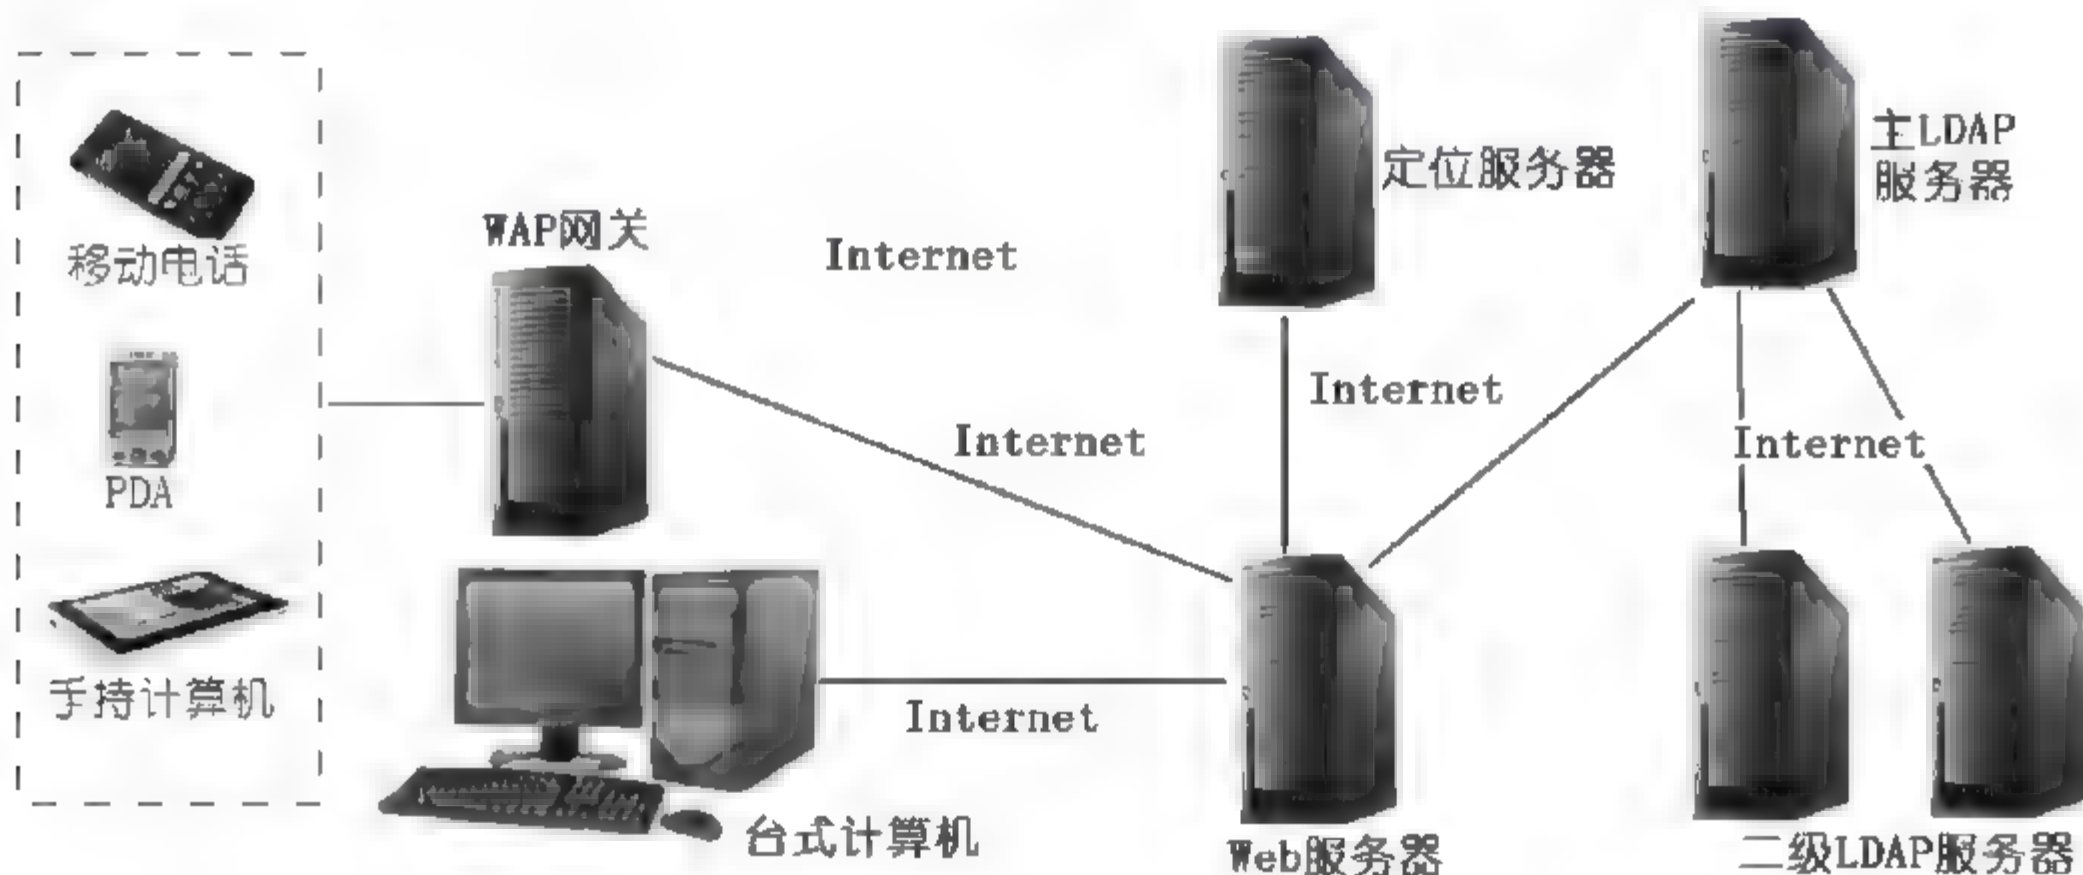 移动电话
PDA
手持计算机
WAP网关
Internet
Internet
台式计算机
Internet
定位服务器
Internet
Web服务器
主LDAP
服务器
Internet
二级LDAP服务器